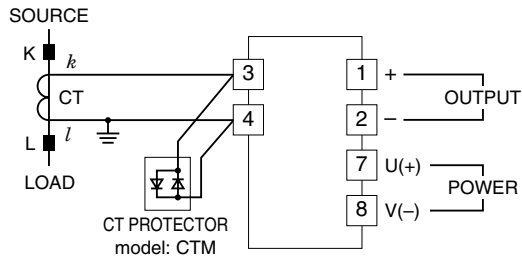 SOURCE
K
k
CT
L
l
LOAD
CT PROTECTOR
model: CTM
3
4
1 +
2 –
OUTPUT
7 U(+)
8 V(–)
POWER